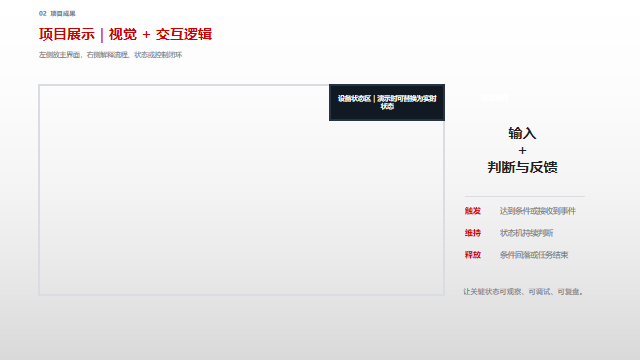 02 项目成果
项目展示｜视觉 + 交互逻辑
左侧放主界面，右侧解释流程、状态或控制闭环
设备状态区｜演示时可替换为实时
状态
输入
+
判断与反馈
触发 达到条件或接收到事件
维持 状态机持续判断
释放 条件回落或任务结束
让关键状态可观察、可调试、可复盘。